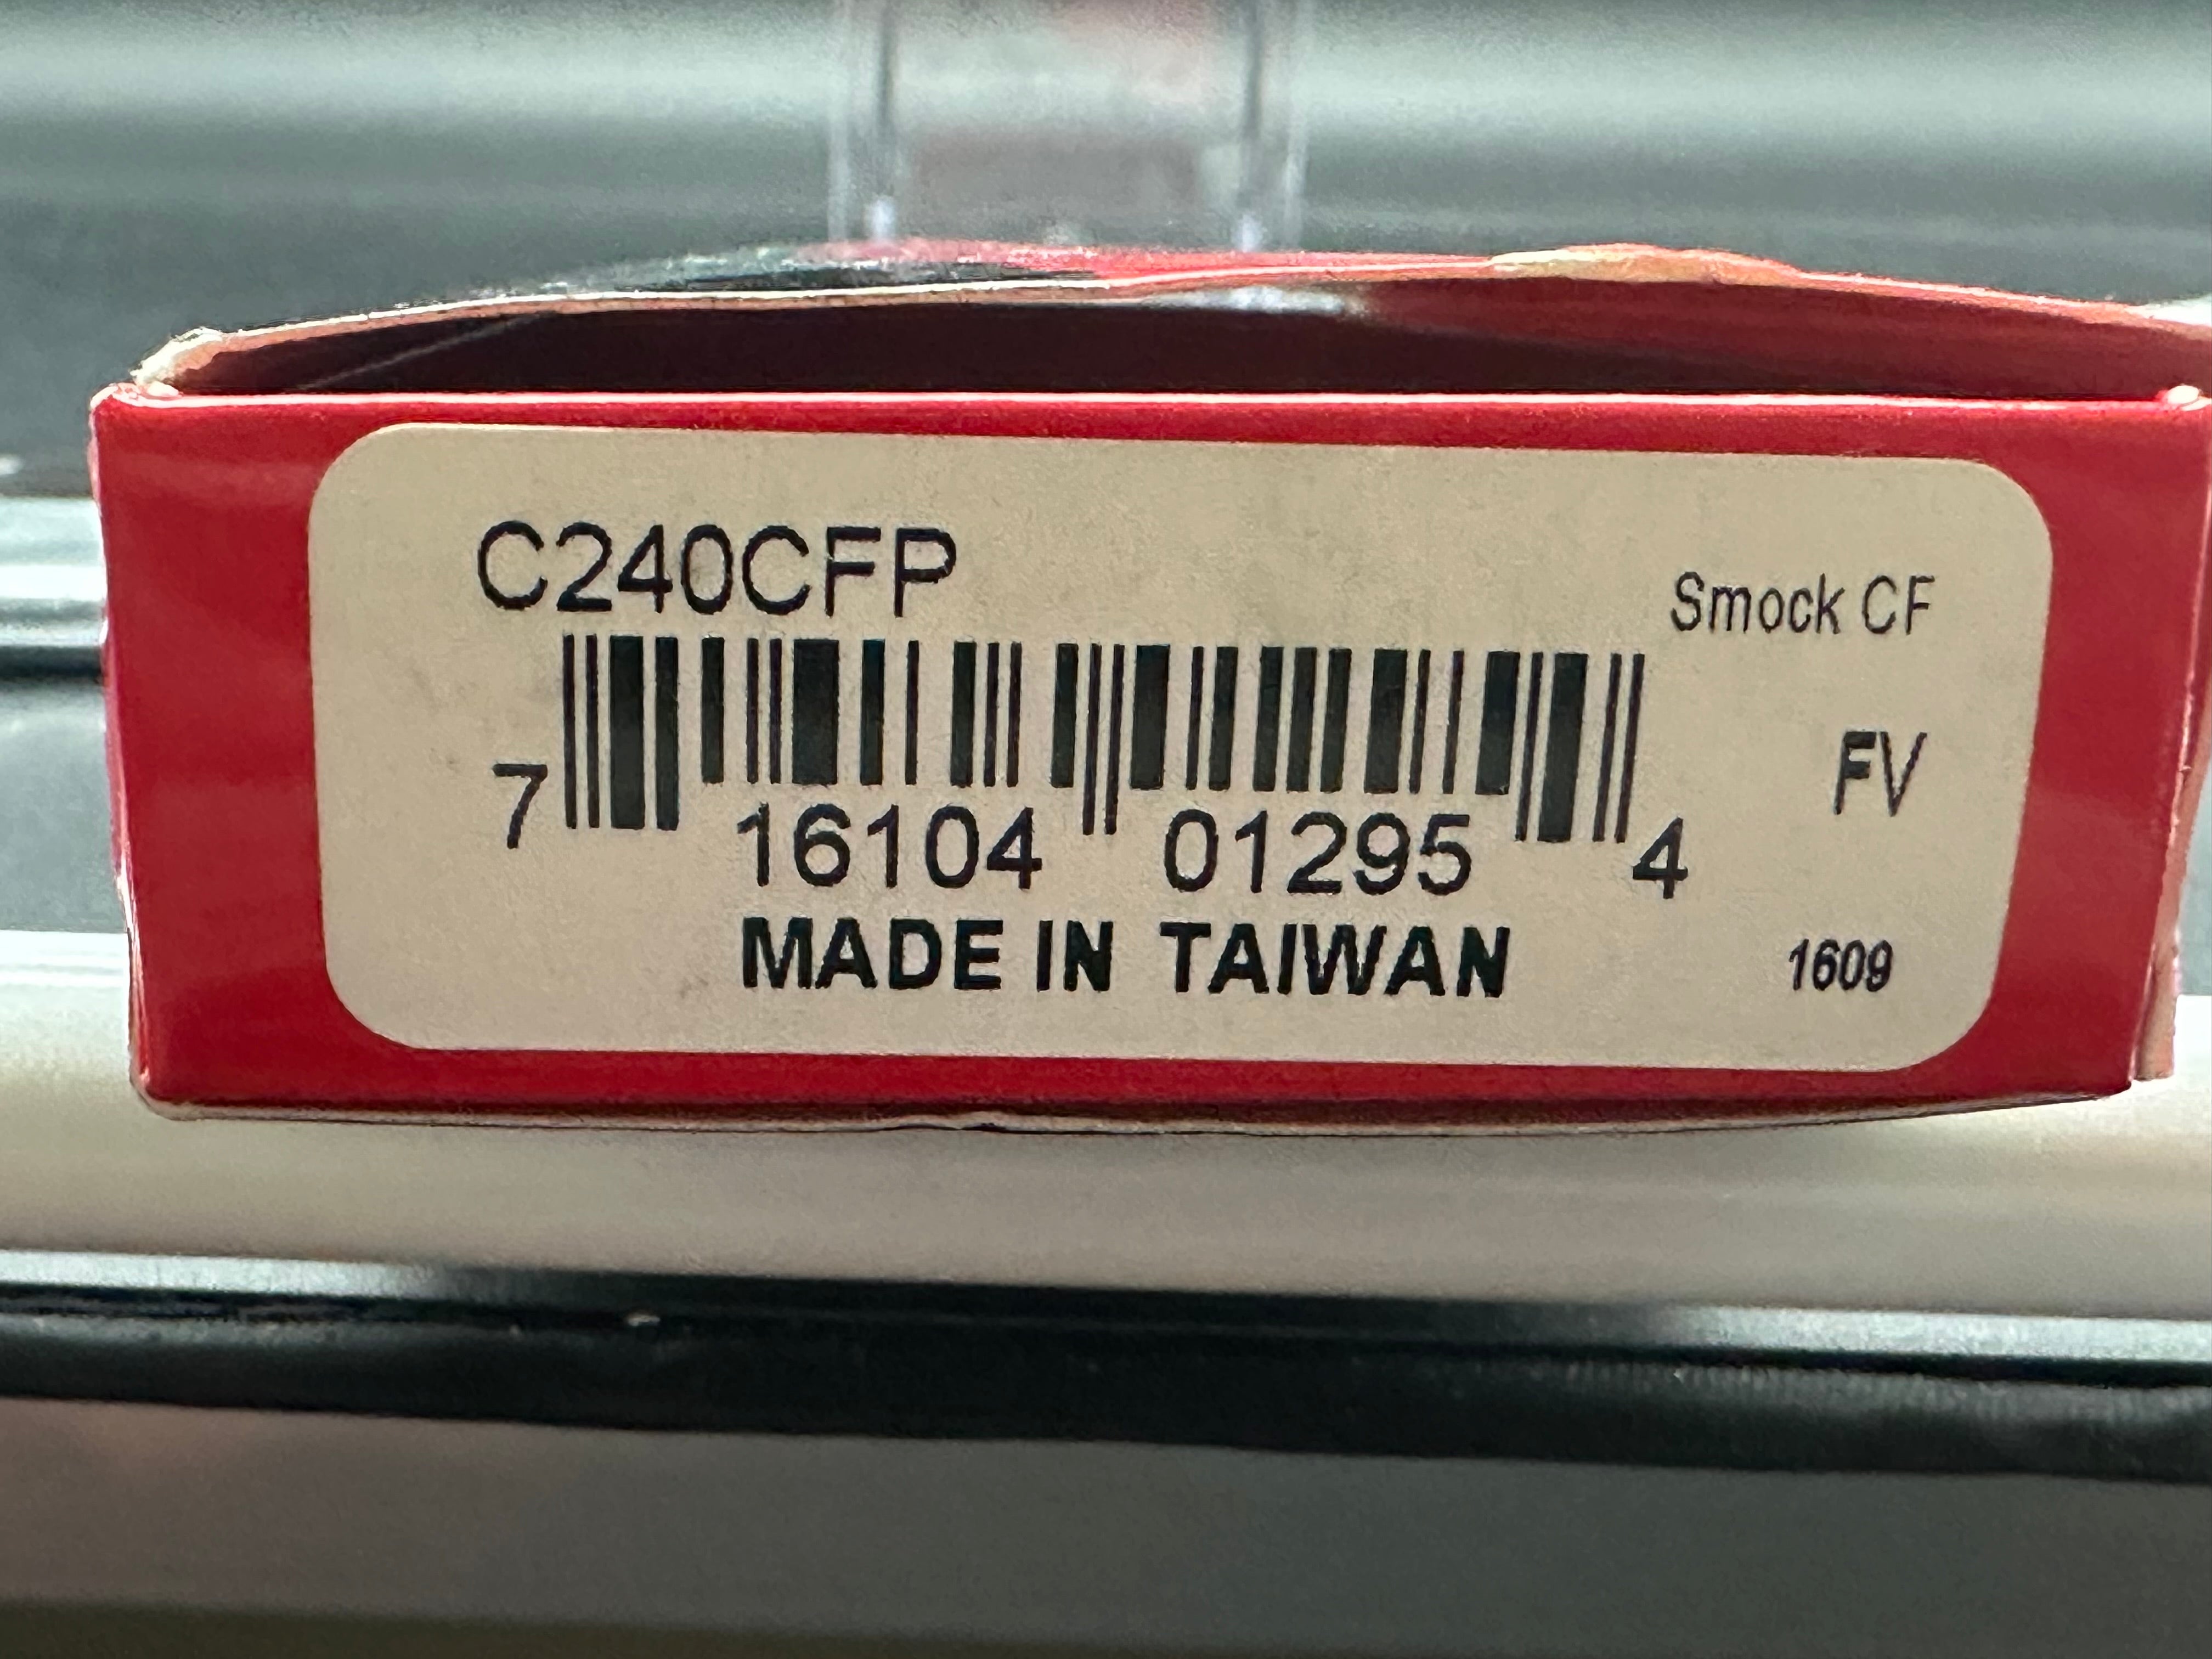 C240CFP
Smock CF
FV
7 16104 01295 4
MADE IN TAIWAN
1609